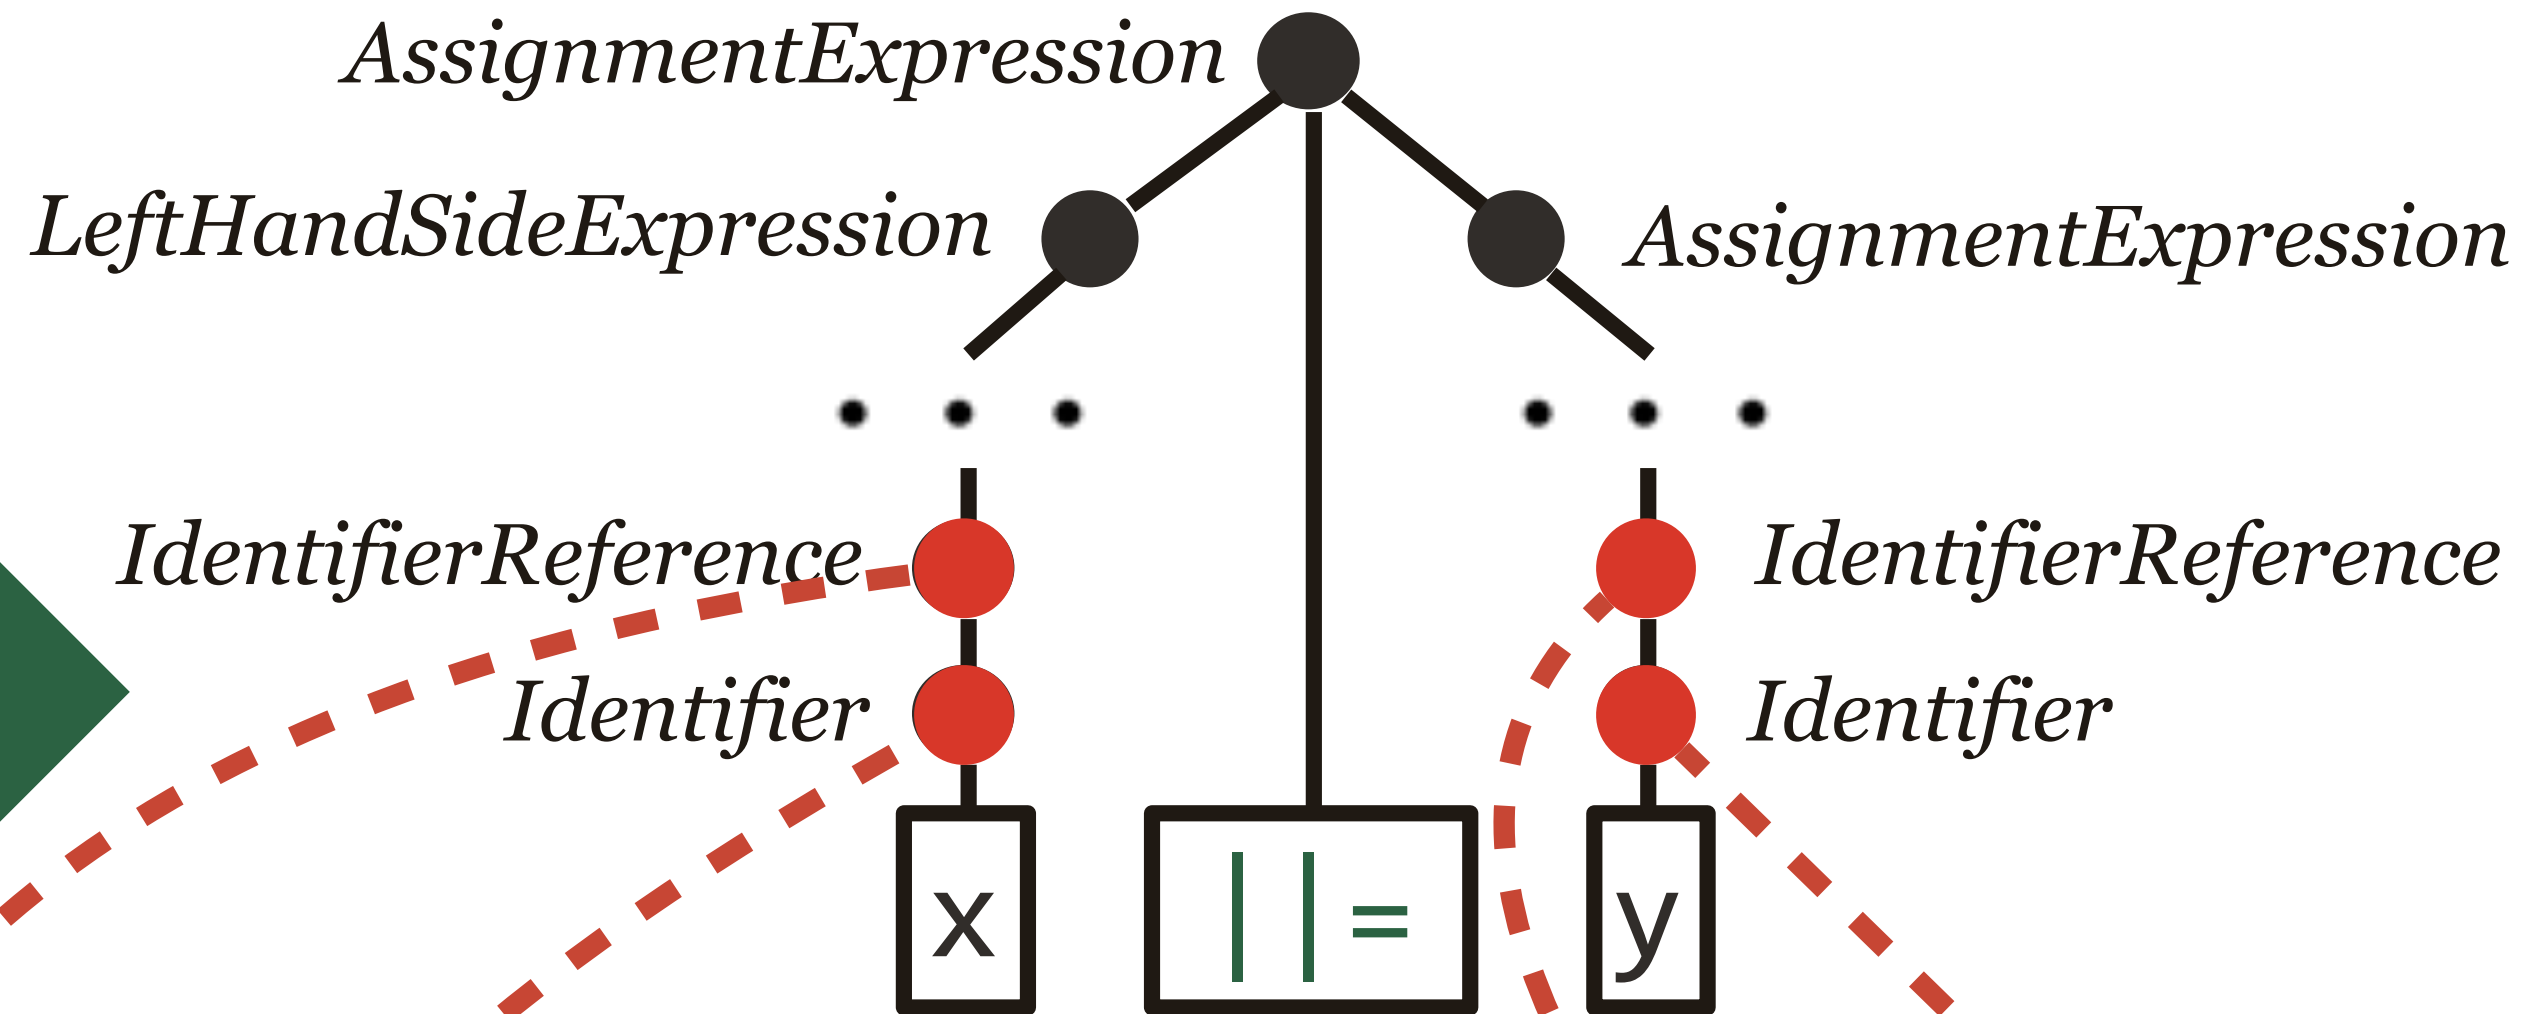 AssignmentExpression
LeftHandSideExpression
AssignmentExpression
IdentifierReference
IdentifierReference
Identifier
Identifier
x
||=
y